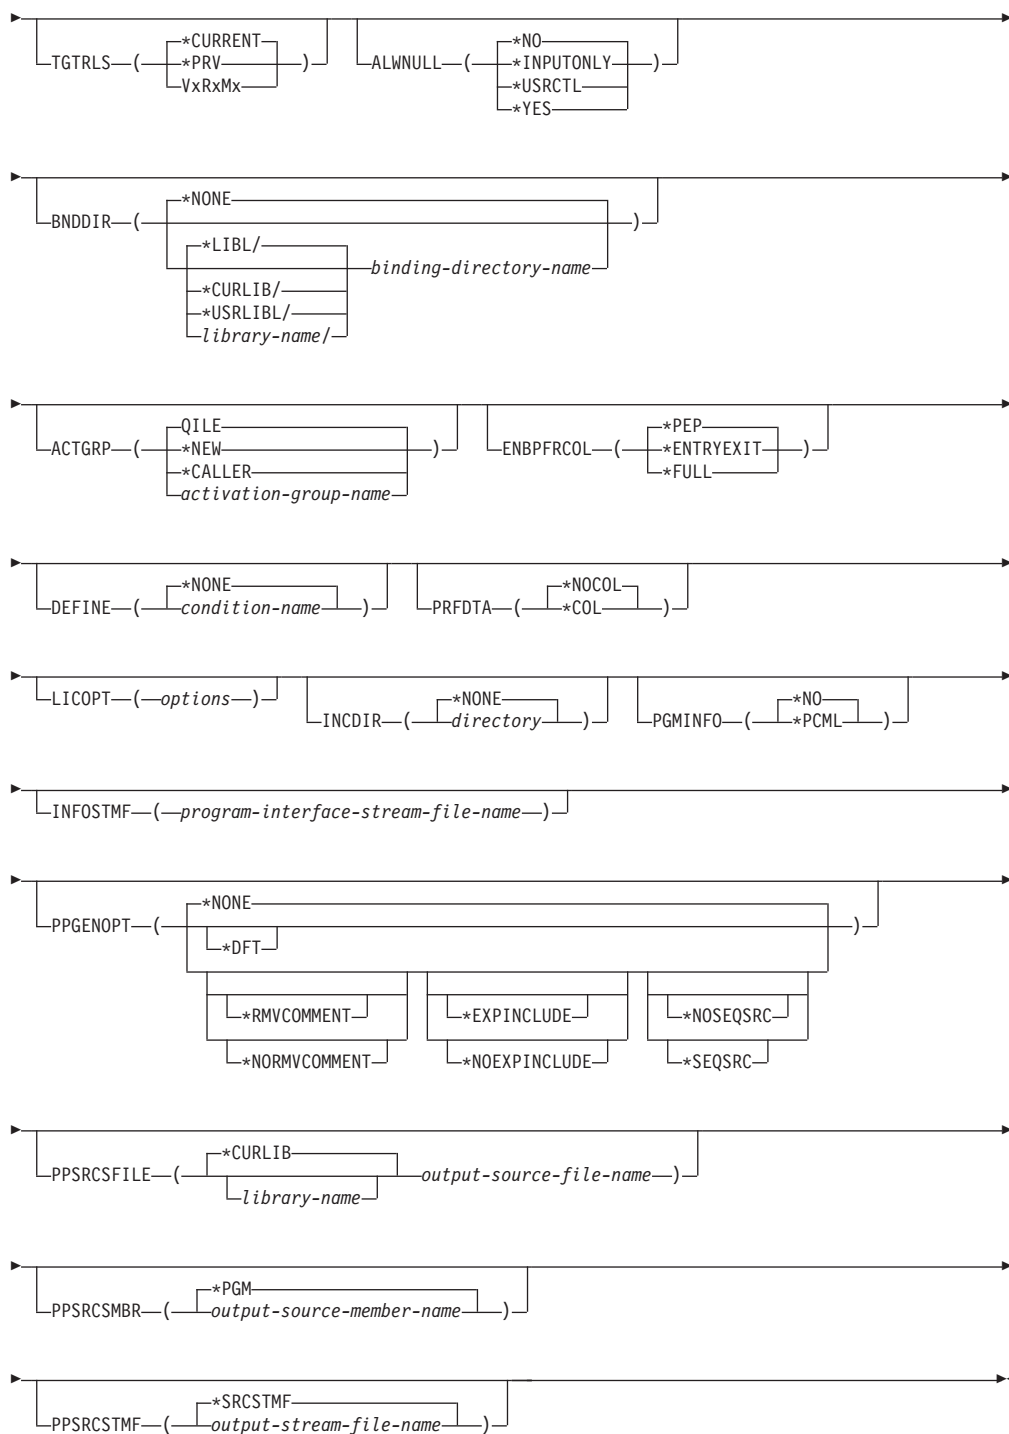 *CURRENT *NO
TGTRLS ( *PRV ) ALWNULL ( *INPUTONLY )
VxRxMx *USRCTL
*YES
*NONE
BNDDIR ( )
*LIBL/
binding-directory-name
*CURLIB/
*USRLIBL/
library-name/
QILE *PEP
ACTGRP ( *NEW ) ENBPFRCOL ( *ENTRYEXIT )
*CALLER *FULL
activation-group-name
*NONE *NOCOL
DEFINE ( condition-name ) PRFDTA ( *COL )
*NONE *NO
LICOPT ( options ) INCDIR ( directory ) PGMINFO ( *PCML )
INFOSTMF ( program-interface-stream-file-name )
*NONE
PPGENOPT ( )
*DFT
*RMVCOMMENT *EXPINCLUDE *NOSEQSRC
*NORMVCOMMENT *NOEXPINCLUDE *SEQSRC
*CURLIB
PPSRCSFILE ( output-source-file-name )
library-name
*PGM
PPSRCSMBR ( output-source-member-name )
*SRCSTMF
PPSRCSTMF ( output-stream-file-name )